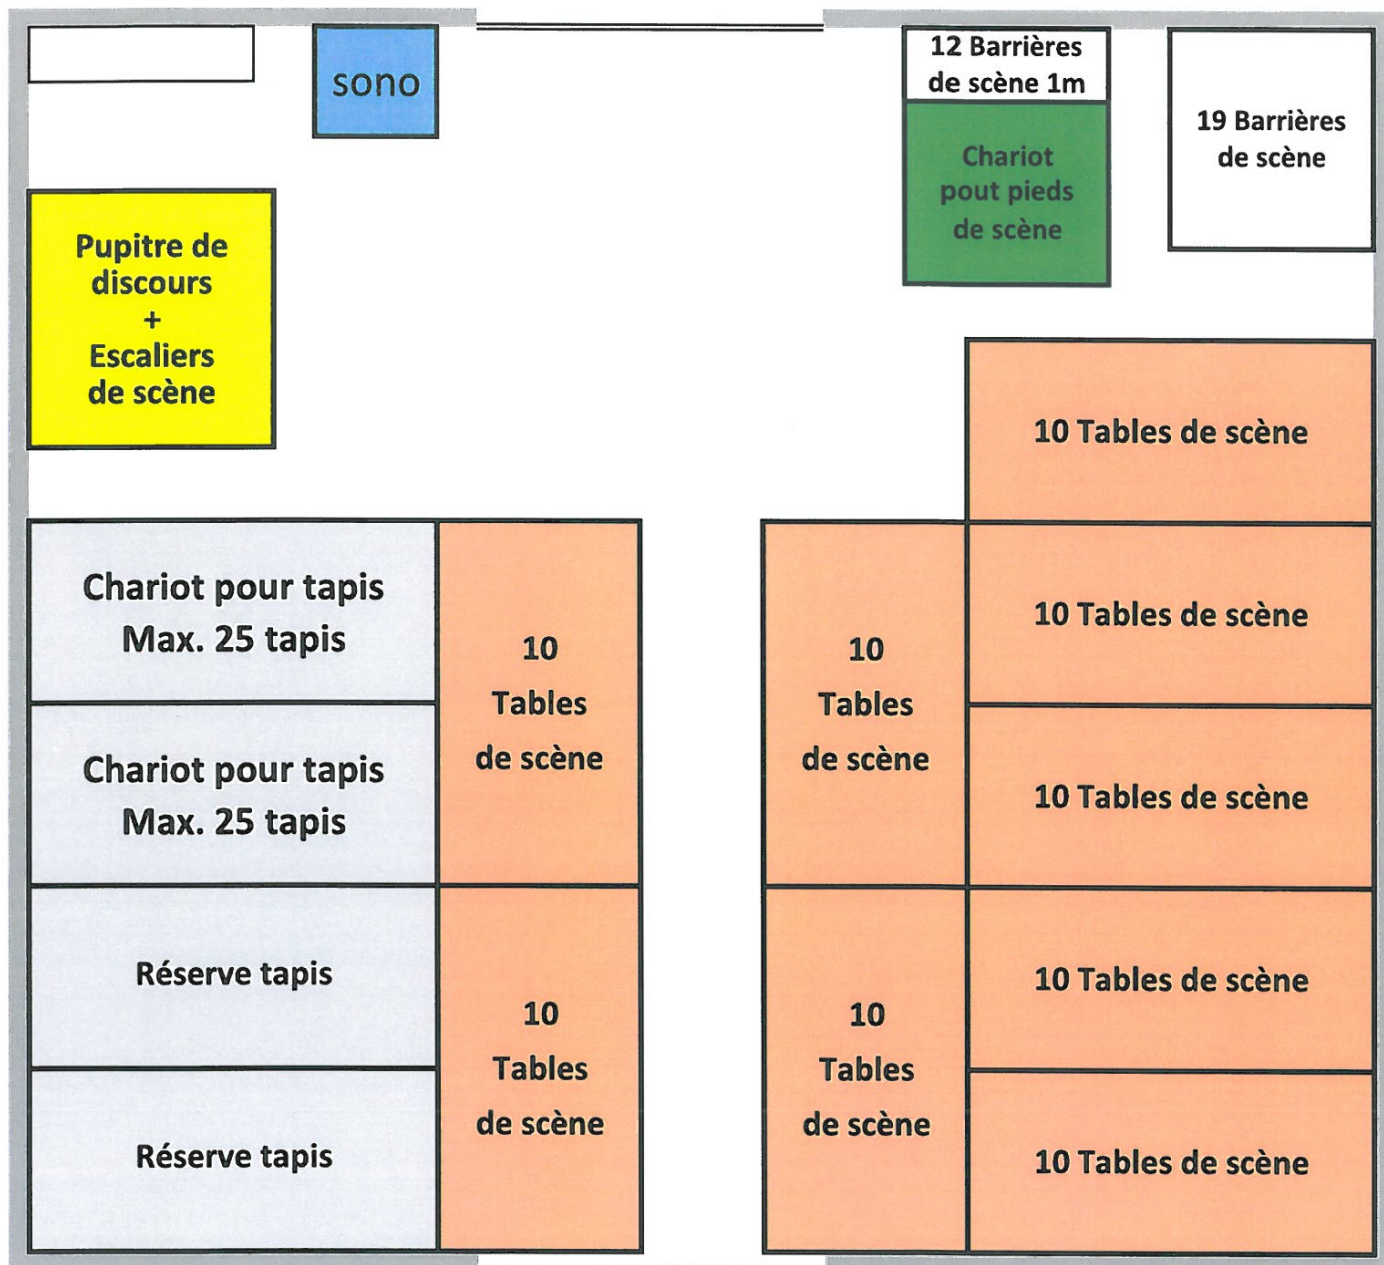 sono
12 Barrières
de scène 1m
19 Barrières
de scène
Chariot
pout pieds
de scène
Pupitre de
discours
+
Escaliers
de scène
10 Tables de scène
Chariot pour tapis
Max. 25 tapis
10
Tables
de scène
10
Tables
de scène
10 Tables de scène
Chariot pour tapis
Max. 25 tapis
10 Tables de scène
Réserve tapis
10
Tables
de scène
10
Tables
de scène
10 Tables de scène
Réserve tapis
10 Tables de scène